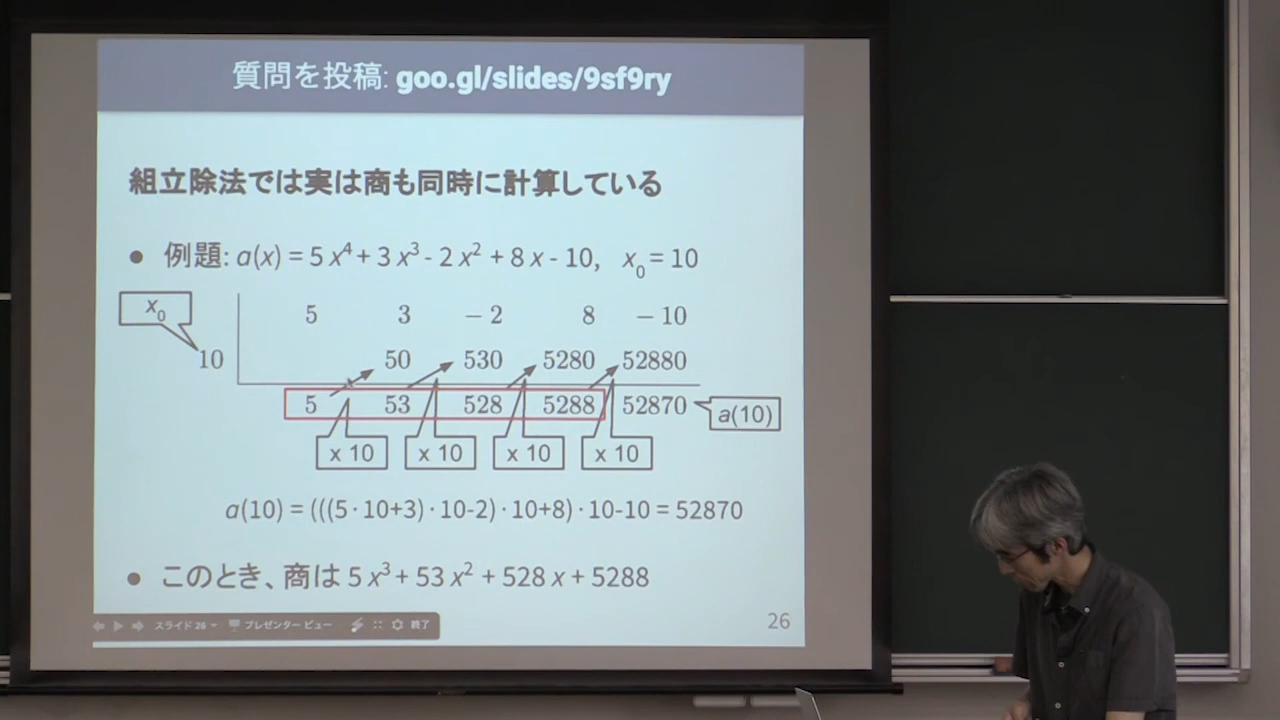 質問を投稿: goo.gl/slides/9sf9ry
組立除法では実は商も同時に計算している
● 例題: a(x) = 5 x⁴ + 3 x³ - 2 x² + 8 x - 10, x₀ = 10
x₀
5 3 − 2 8 − 10
10 50 530 5280 52880
5 53 528 5288 52870 a(10)
x 10 x 10 x 10 x 10
a(10) = (((5 · 10+3) · 10-2) · 10+8) · 10-10 = 52870
● このとき、商は 5 x³ + 53 x² + 528 x + 5288
スライド 26 プレゼンター ビュー 終了
26